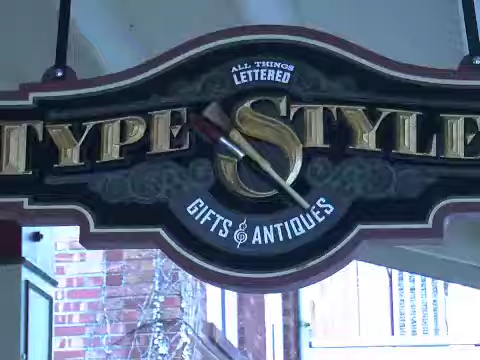 ALL THINGS
LETTERED
TYPE STYLE
GIFTS & ANTIQUES